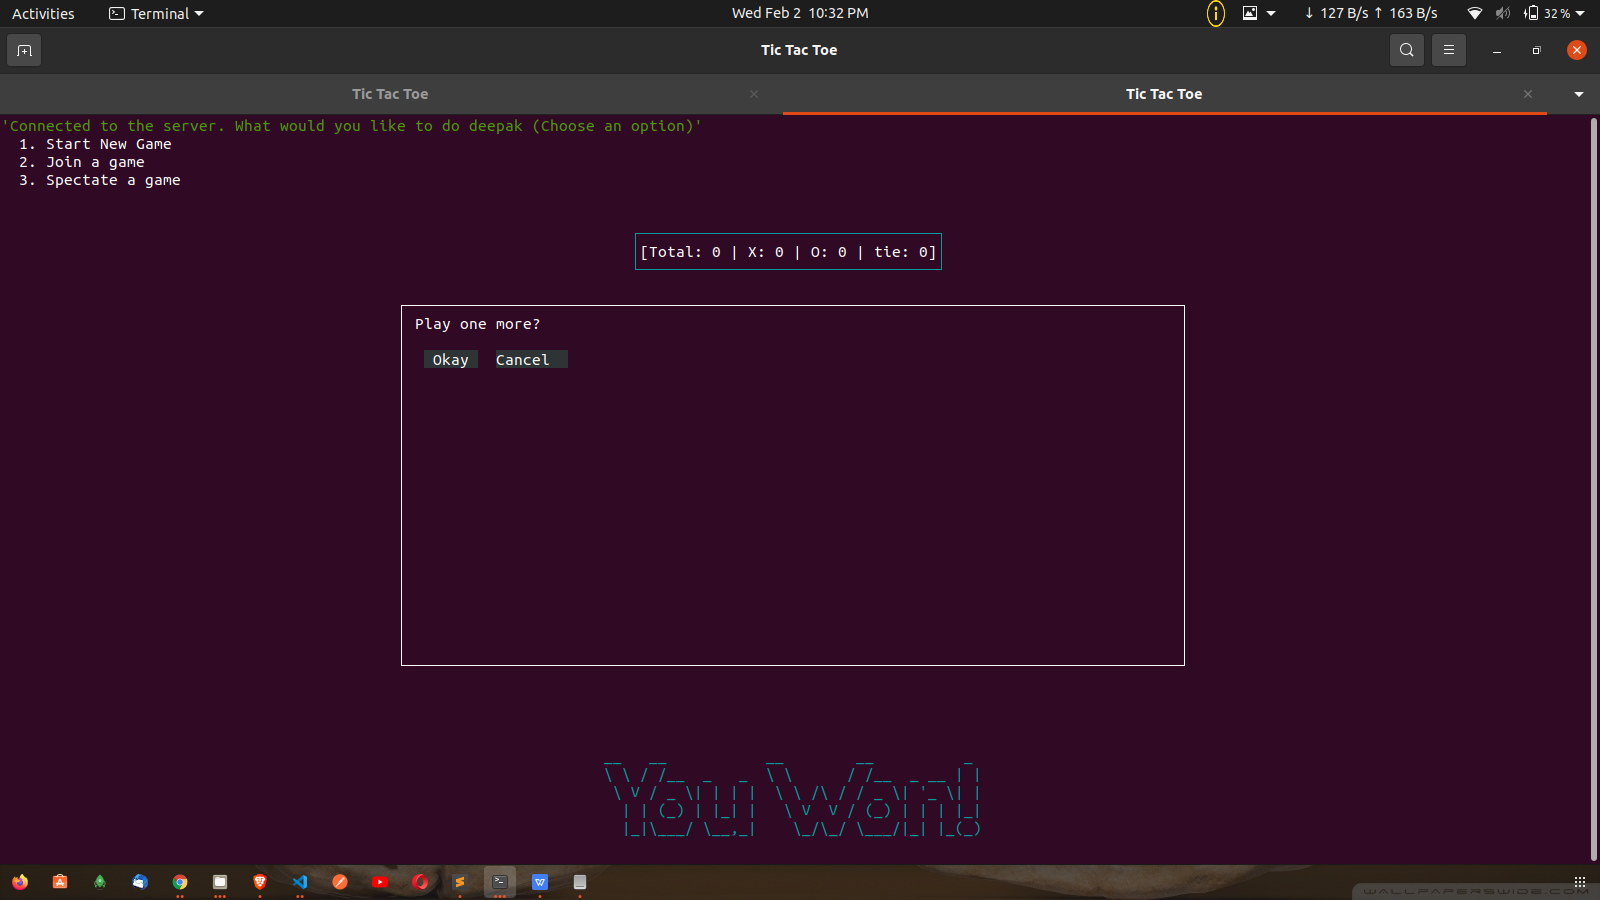 Activities Terminal Wed Feb 2 10:32 PM ↓ 127 B/s ↑ 163 B/s 32 %
Tic Tac Toe
Tic Tac Toe Tic Tac Toe
'Connected to the server. What would you like to do deepak (Choose an option)'
1. Start New Game
2. Join a game
3. Spectate a game
[Total: 0 | X: 0 | O: 0 | tie: 0]
Play one more?
Okay Cancel
You Won!
WALLPAPERSWIDE.COM